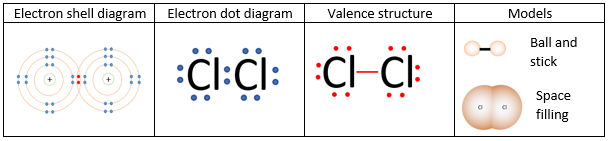 Electron shell diagram
Electron dot diagram
Valence structure
Models
+ +
Cl Cl
Cl Cl
Ball and
stick
Space
filling